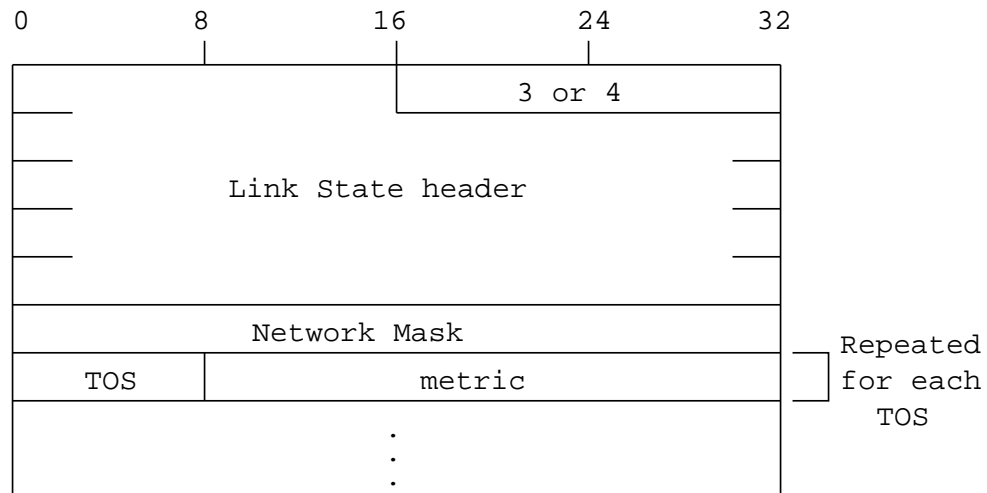 0 8 16 24 32
3 or 4
Link State header
Network Mask
TOS metric
Repeated
for each
TOS